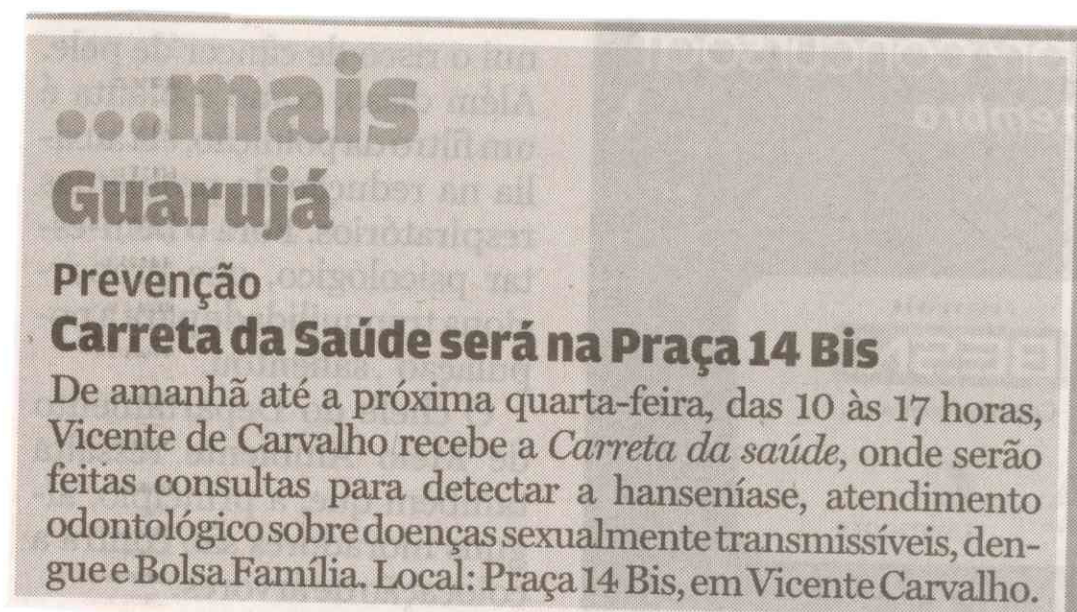 ...mais
Guarujá
Prevenção
Carreta da Saúde será na Praça 14 Bis
De amanhã até a próxima quarta-feira, das 10 às 17 horas,
Vicente de Carvalho recebe a Carreta da saúde, onde serão
feitas consultas para detectar a hanseníase, atendimento
odontológico sobre doenças sexualmente transmissíveis, den-
gue e Bolsa Família. Local: Praça 14 Bis, em Vicente Carvalho.